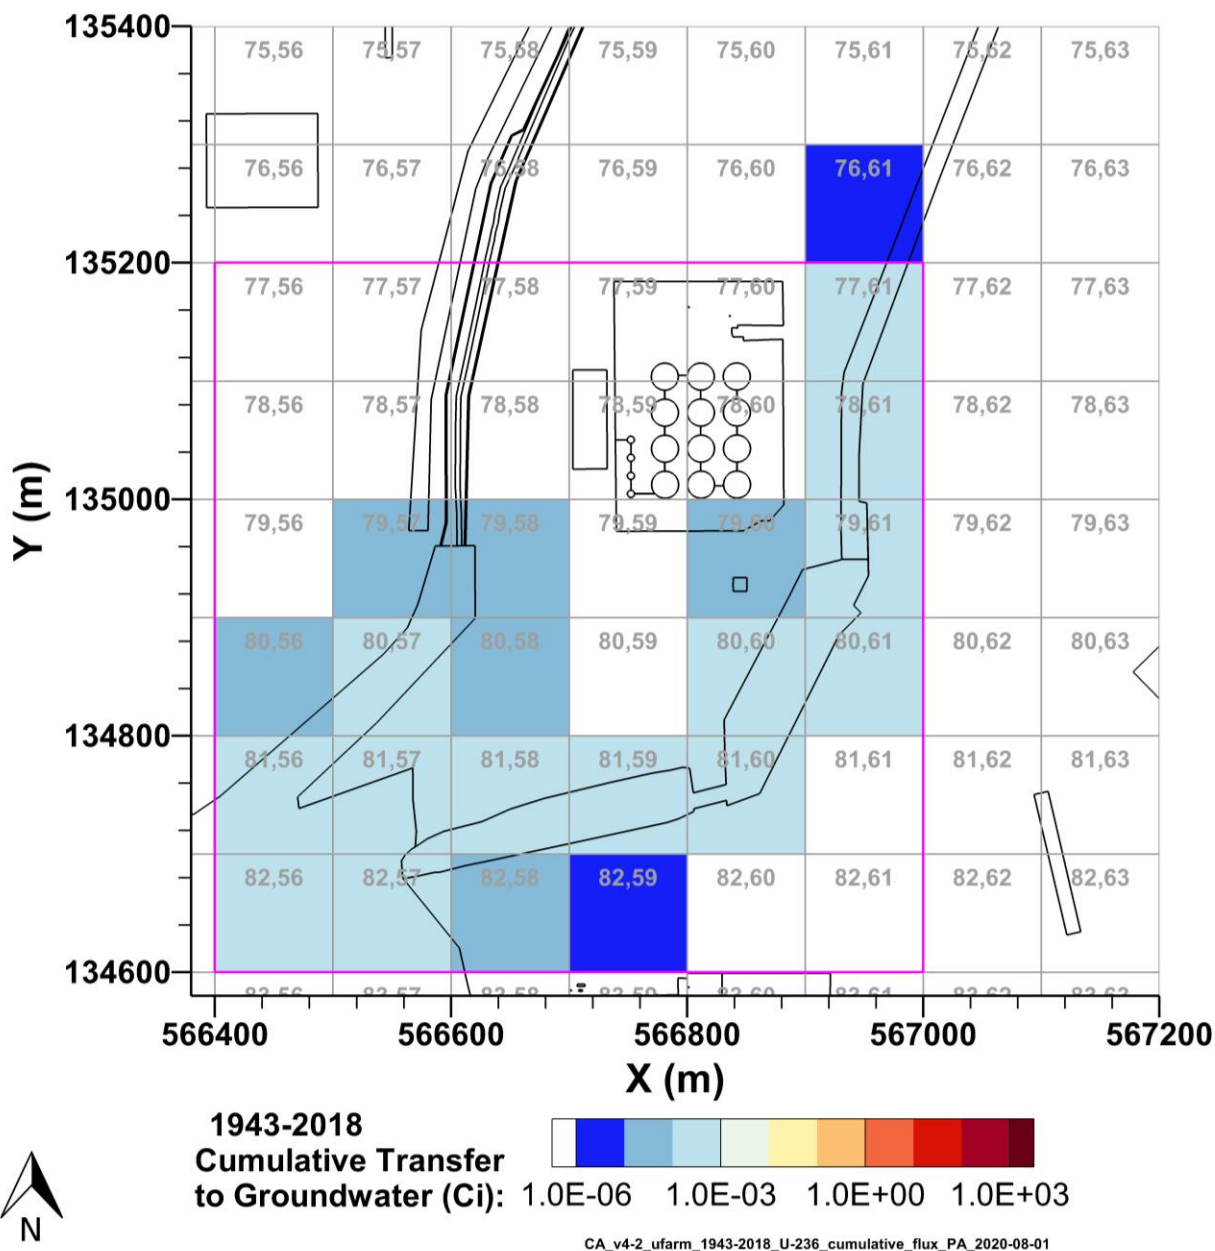 135400
75,56 75,57 75,58 75,59 75,60 75,61 75,62 75,63
76,56 76,57 76,58 76,59 76,60 76,61 76,62 76,63
135200
77,56 77,57 77,58 77,59 77,60 77,61 77,62 77,63
78,56 78,57 78,58 78,59 78,60 78,61 78,62 78,63
135000
79,56 79,57 79,58 79,59 79,60 79,61 79,62 79,63
Y (m)
80,56 80,57 80,58 80,59 80,60 80,61 80,62 80,63
134800
81,56 81,57 81,58 81,59 81,60 81,61 81,62 81,63
82,56 82,57 82,58 82,59 82,60 82,61 82,62 82,63
134600
566400 566600 566800 567000 567200
X (m)
1943-2018
Cumulative Transfer
to Groundwater (Ci):
1.0E-06 1.0E-03 1.0E+00 1.0E+03
N
CA_v4-2_ufarm_1943-2018_U-236_cumulative_flux_PA_2020-08-01